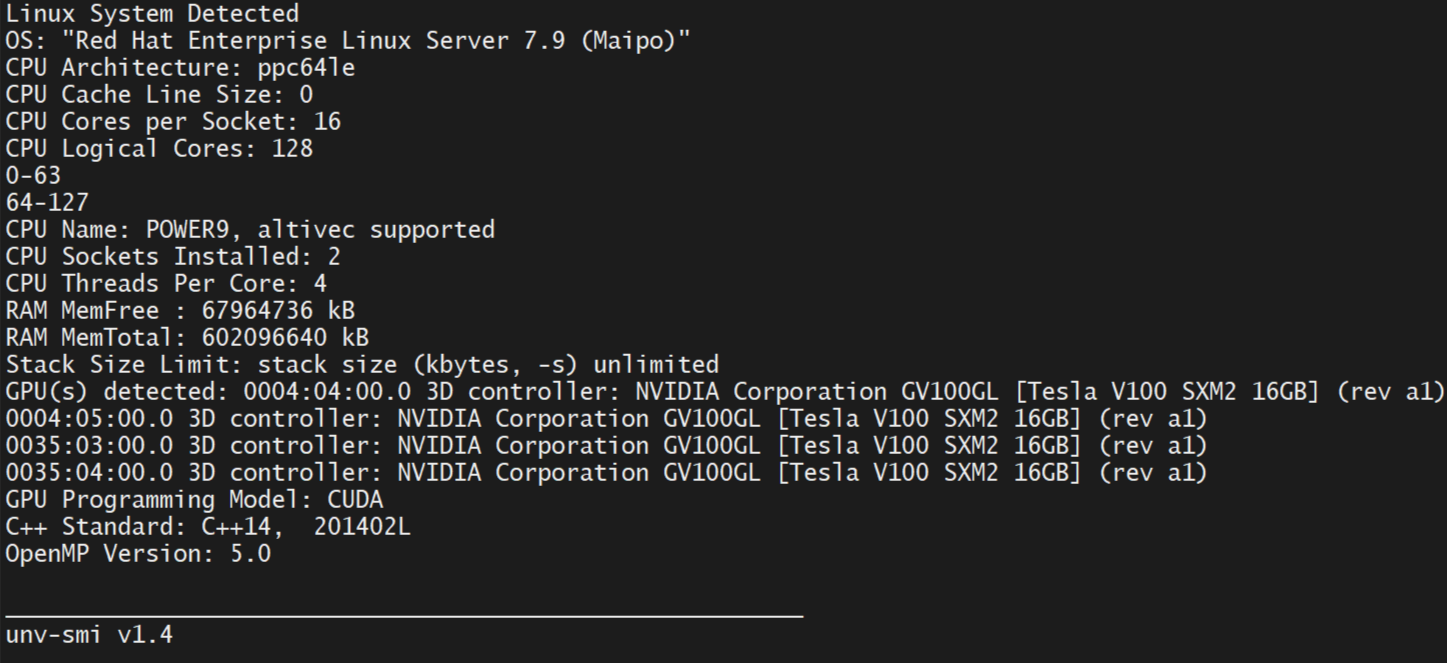 Linux System Detected
OS: "Red Hat Enterprise Linux Server 7.9 (Maipo)"
CPU Architecture: ppc64le
CPU Cache Line Size: 0
CPU Cores per Socket: 16
CPU Logical Cores: 128
0-63
64-127
CPU Name: POWER9, altivec supported
CPU Sockets Installed: 2
CPU Threads Per Core: 4
RAM MemFree : 67964736 kB
RAM MemTotal: 602096640 kB
Stack Size Limit: stack size (kbytes, -s) unlimited
GPU(s) detected: 0004:04:00.0 3D controller: NVIDIA Corporation GV100GL [Tesla V100 SXM2 16GB] (rev a1)
0004:05:00.0 3D controller: NVIDIA Corporation GV100GL [Tesla V100 SXM2 16GB] (rev a1)
0035:03:00.0 3D controller: NVIDIA Corporation GV100GL [Tesla V100 SXM2 16GB] (rev a1)
0035:04:00.0 3D controller: NVIDIA Corporation GV100GL [Tesla V100 SXM2 16GB] (rev a1)
GPU Programming Model: CUDA
C++ Standard: C++14,  201402L
OpenMP Version: 5.0
unv-smi v1.4